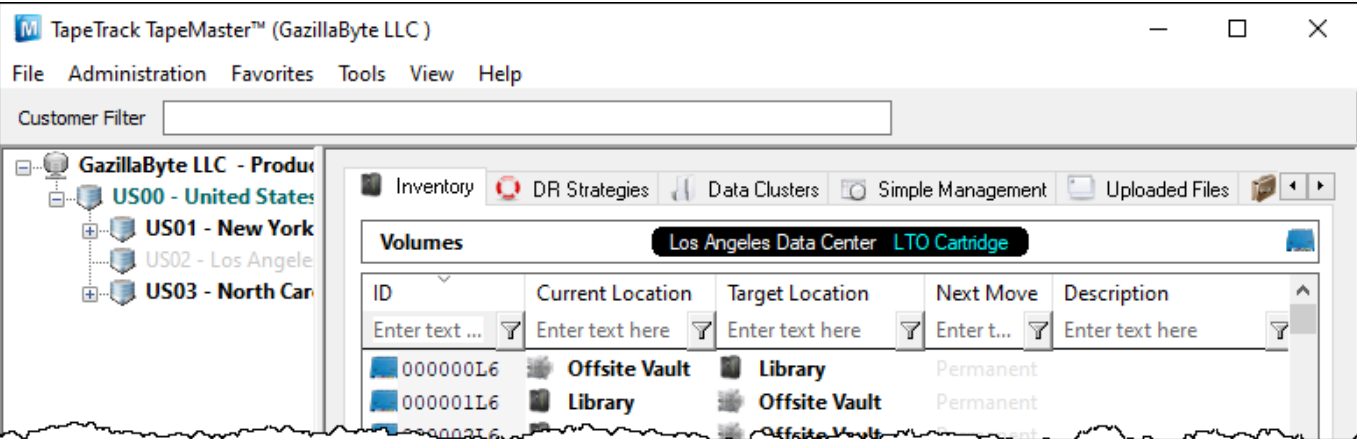 TapeTrack TapeMaster™ (GazillaByte LLC )
File Administration Favorites Tools View Help
Customer Filter
GazillaByte LLC - Produc
US00 - United States
US01 - New York
US02 - Los Angele
US03 - North Car
Inventory DR Strategies Data Clusters Simple Management Uploaded Files
Volumes Los Angeles Data Center LTO Cartridge
ID Current Location Target Location Next Move Description
Enter text ... Enter text here Enter text here Enter t... Enter text here
000000L6 Offsite Vault Library Permanent
000001L6 Library Offsite Vault Permanent
Offsite Vault